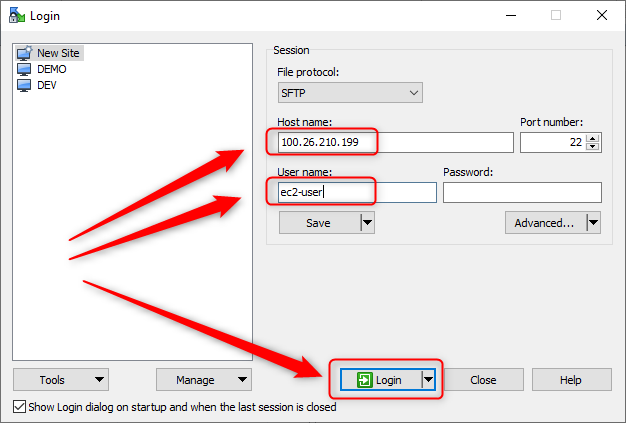 Login
New Site
DEMO
DEV
Session
File protocol:
SFTP
Host name:
Port number:
100.26.210.199
22
User name:
Password:
ec2-user
Save
Advanced...
Tools
Manage
Login
Close
Help
Show Login dialog on startup and when the last session is closed